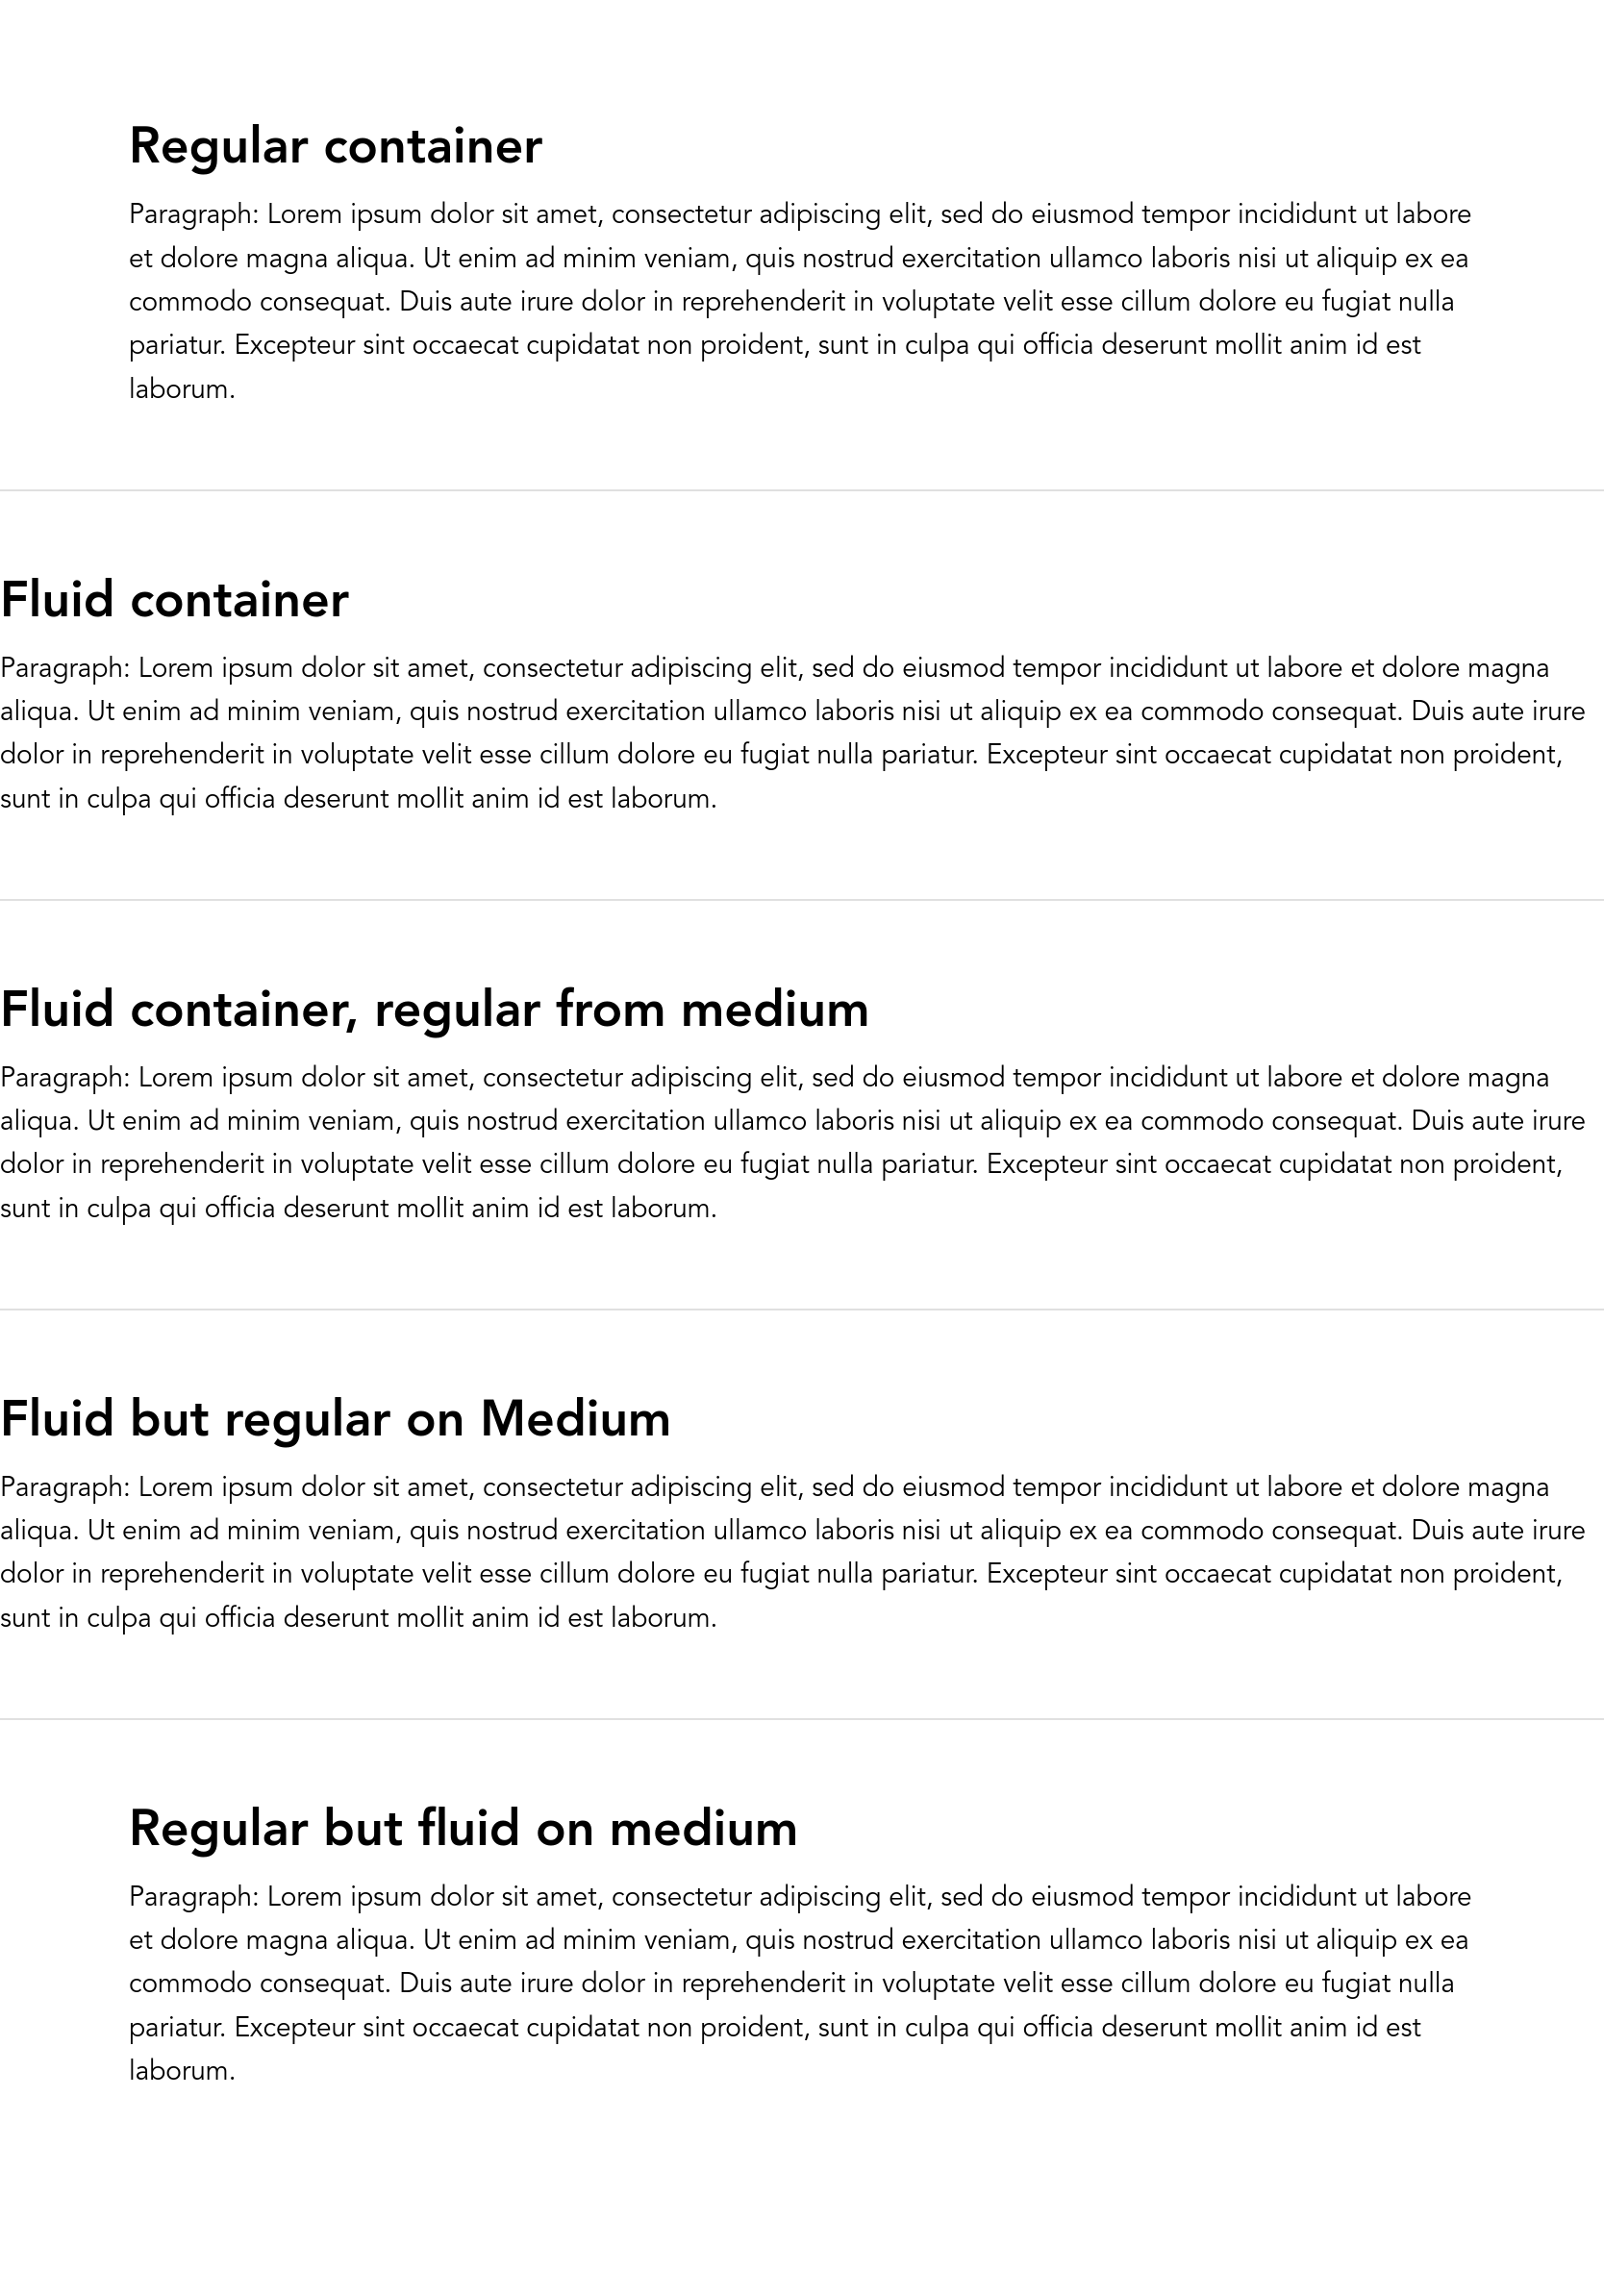 Regular container
Paragraph: Lorem ipsum dolor sit amet, consectetur adipiscing elit, sed do eiusmod tempor incididunt ut labore
et dolore magna aliqua. Ut enim ad minim veniam, quis nostrud exercitation ullamco laboris nisi ut aliquip ex ea
commodo consequat. Duis aute irure dolor in reprehenderit in voluptate velit esse cillum dolore eu fugiat nulla
pariatur. Excepteur sint occaecat cupidatat non proident, sunt in culpa qui officia deserunt mollit anim id est
laborum.
Fluid container
Paragraph: Lorem ipsum dolor sit amet, consectetur adipiscing elit, sed do eiusmod tempor incididunt ut labore et dolore magna
aliqua. Ut enim ad minim veniam, quis nostrud exercitation ullamco laboris nisi ut aliquip ex ea commodo consequat. Duis aute irure
dolor in reprehenderit in voluptate velit esse cillum dolore eu fugiat nulla pariatur. Excepteur sint occaecat cupidatat non proident,
sunt in culpa qui officia deserunt mollit anim id est laborum.
Fluid container, regular from medium
Paragraph: Lorem ipsum dolor sit amet, consectetur adipiscing elit, sed do eiusmod tempor incididunt ut labore et dolore magna
aliqua. Ut enim ad minim veniam, quis nostrud exercitation ullamco laboris nisi ut aliquip ex ea commodo consequat. Duis aute irure
dolor in reprehenderit in voluptate velit esse cillum dolore eu fugiat nulla pariatur. Excepteur sint occaecat cupidatat non proident,
sunt in culpa qui officia deserunt mollit anim id est laborum.
Fluid but regular on Medium
Paragraph: Lorem ipsum dolor sit amet, consectetur adipiscing elit, sed do eiusmod tempor incididunt ut labore et dolore magna
aliqua. Ut enim ad minim veniam, quis nostrud exercitation ullamco laboris nisi ut aliquip ex ea commodo consequat. Duis aute irure
dolor in reprehenderit in voluptate velit esse cillum dolore eu fugiat nulla pariatur. Excepteur sint occaecat cupidatat non proident,
sunt in culpa qui officia deserunt mollit anim id est laborum.
Regular but fluid on medium
Paragraph: Lorem ipsum dolor sit amet, consectetur adipiscing elit, sed do eiusmod tempor incididunt ut labore
et dolore magna aliqua. Ut enim ad minim veniam, quis nostrud exercitation ullamco laboris nisi ut aliquip ex ea
commodo consequat. Duis aute irure dolor in reprehenderit in voluptate velit esse cillum dolore eu fugiat nulla
pariatur. Excepteur sint occaecat cupidatat non proident, sunt in culpa qui officia deserunt mollit anim id est
laborum.